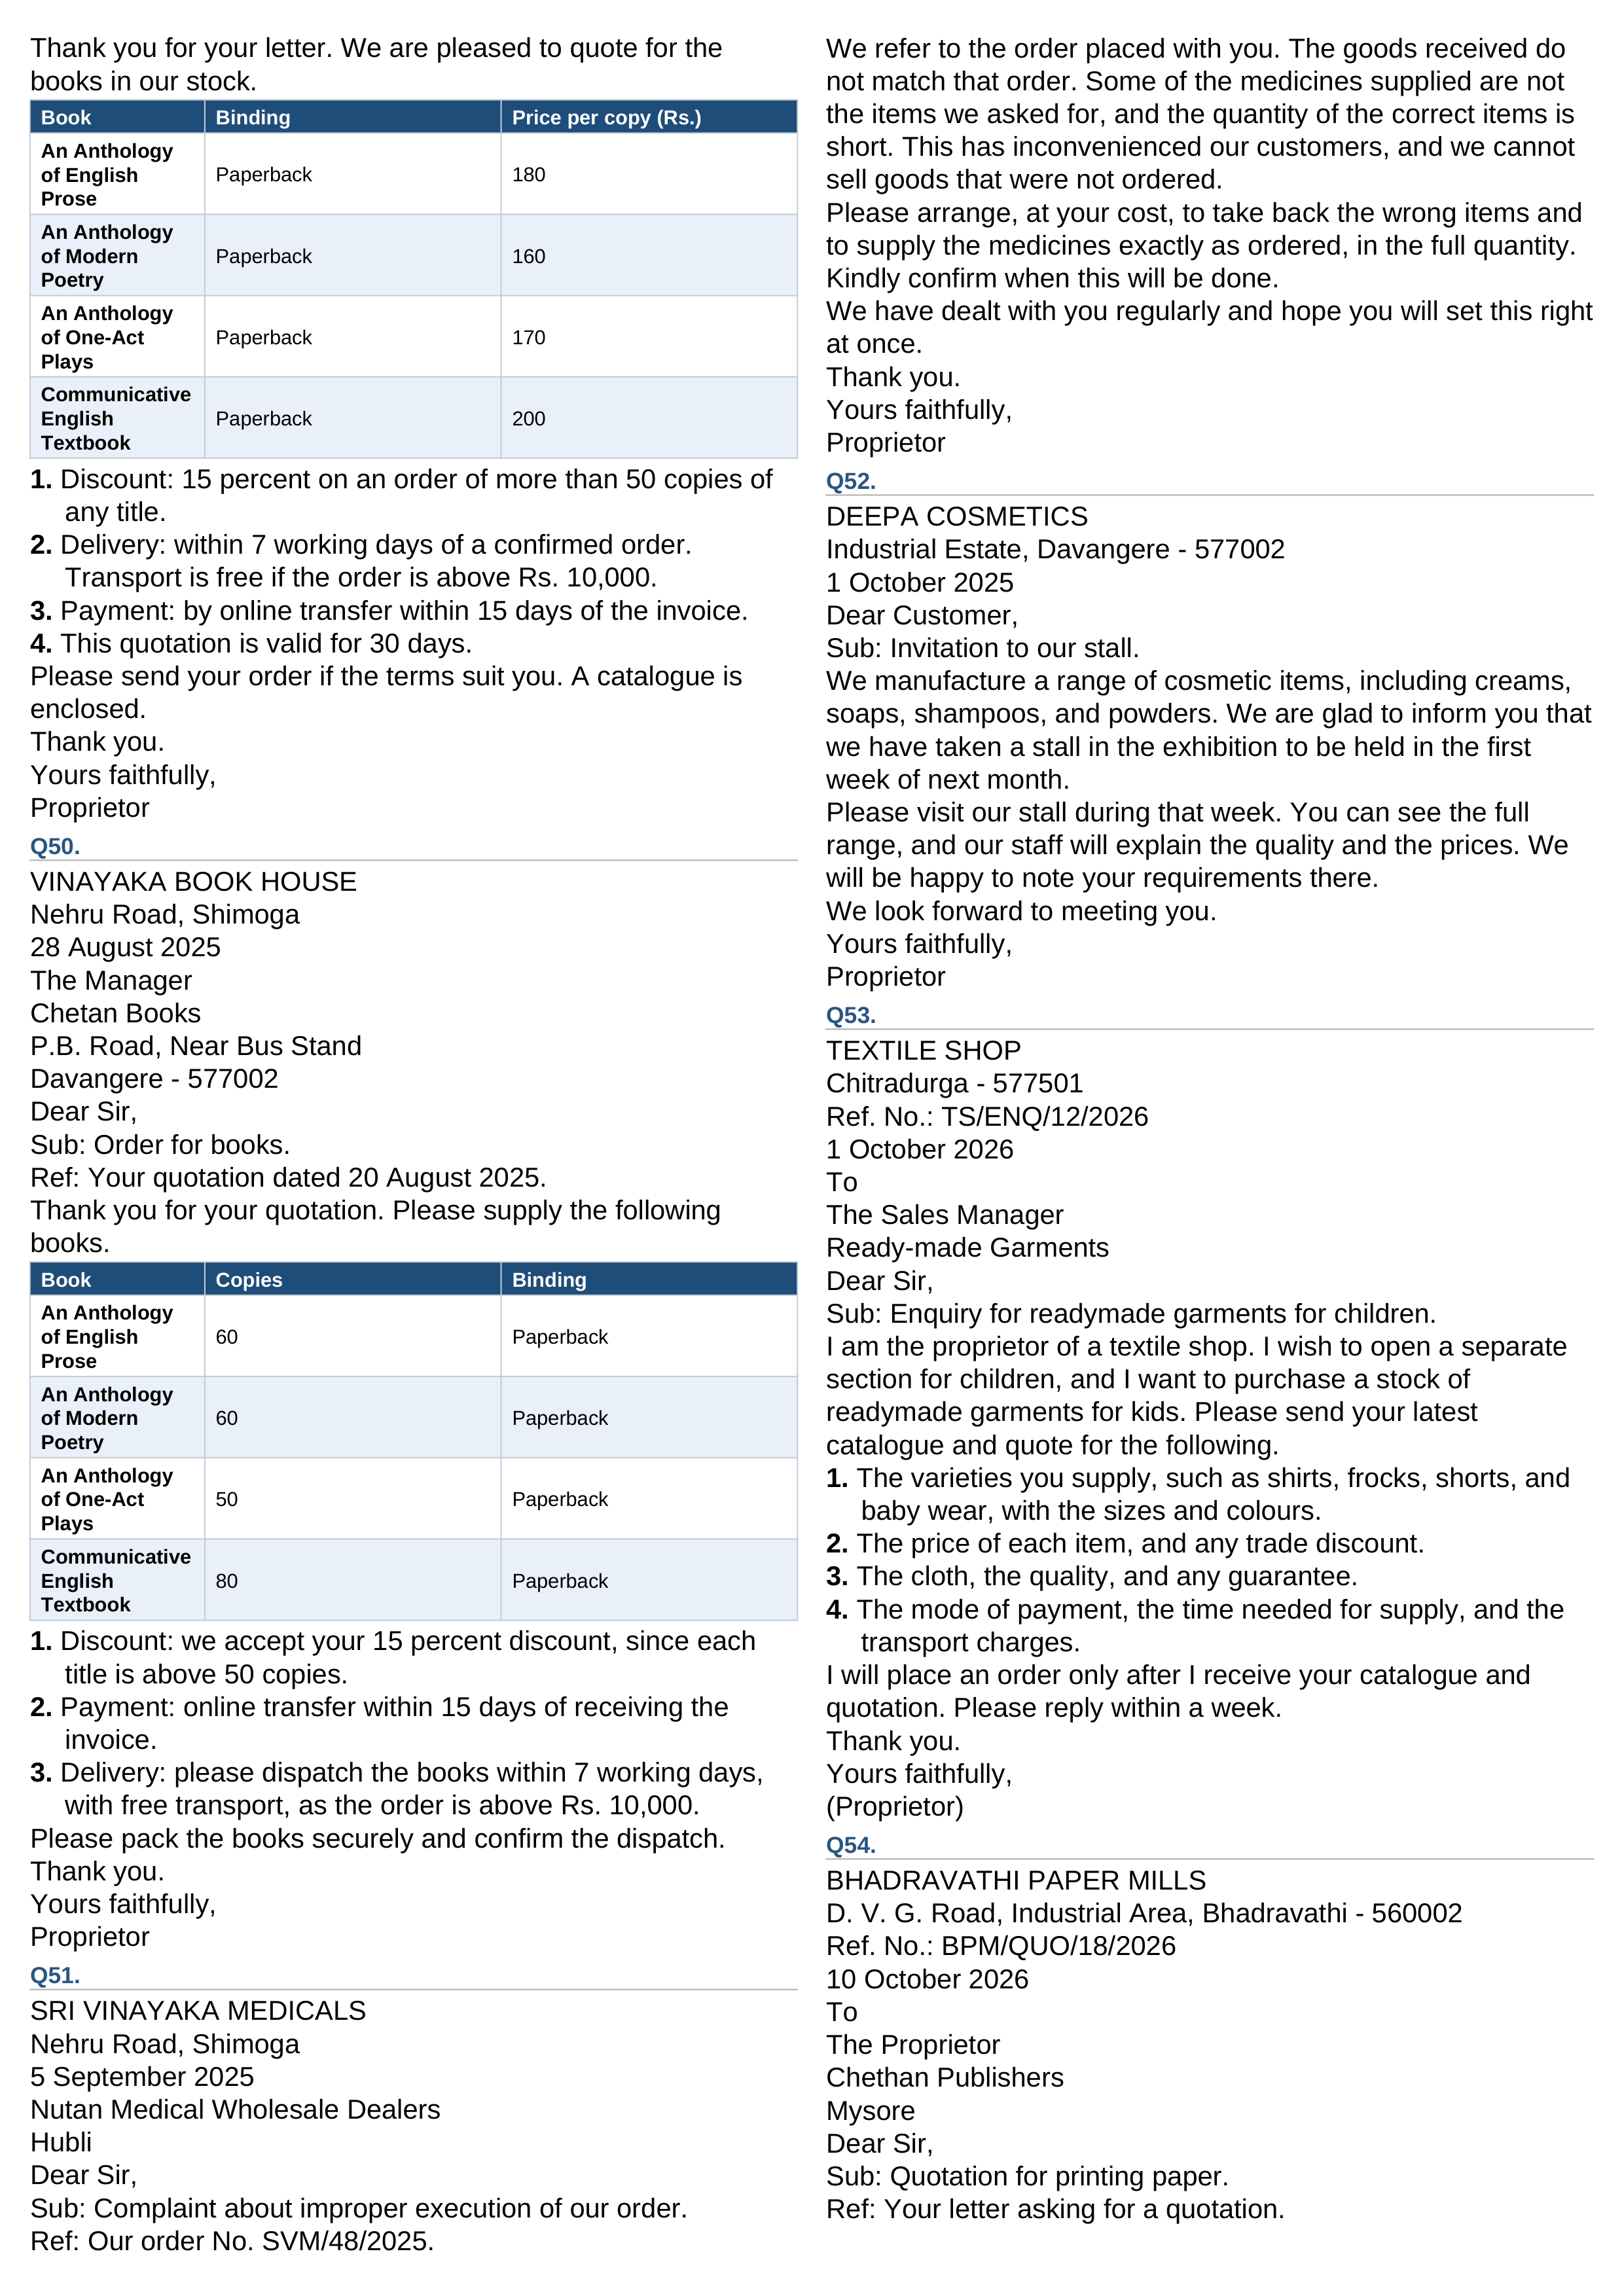 Thank you for your letter. We are pleased to quote for the
books in our stock.
Book Binding Price per copy (Rs.)
An Anthology
of English
Prose
Paperback 180
An Anthology
of Modern
Poetry
Paperback 160
An Anthology
of One-Act
Plays
Paperback 170
Communicative
English
Textbook
Paperback 200
1. Discount: 15 percent on an order of more than 50 copies of
any title.
2. Delivery: within 7 working days of a confirmed order.
Transport is free if the order is above Rs. 10,000.
3. Payment: by online transfer within 15 days of the invoice.
4. This quotation is valid for 30 days.
Please send your order if the terms suit you. A catalogue is
enclosed.
Thank you.
Yours faithfully,
Proprietor
Q50.
VINAYAKA BOOK HOUSE
Nehru Road, Shimoga
28 August 2025
The Manager
Chetan Books
P.B. Road, Near Bus Stand
Davangere - 577002
Dear Sir,
Sub: Order for books.
Ref: Your quotation dated 20 August 2025.
Thank you for your quotation. Please supply the following
books.
Book Copies Binding
An Anthology
of English
Prose
60 Paperback
An Anthology
of Modern
Poetry
60 Paperback
An Anthology
of One-Act
Plays
50 Paperback
Communicative
English
Textbook
80 Paperback
1. Discount: we accept your 15 percent discount, since each
title is above 50 copies.
2. Payment: online transfer within 15 days of receiving the
invoice.
3. Delivery: please dispatch the books within 7 working days,
with free transport, as the order is above Rs. 10,000.
Please pack the books securely and confirm the dispatch.
Thank you.
Yours faithfully,
Proprietor
Q51.
SRI VINAYAKA MEDICALS
Nehru Road, Shimoga
5 September 2025
Nutan Medical Wholesale Dealers
Hubli
Dear Sir,
Sub: Complaint about improper execution of our order.
Ref: Our order No. SVM/48/2025.
We refer to the order placed with you. The goods received do
not match that order. Some of the medicines supplied are not
the items we asked for, and the quantity of the correct items is
short. This has inconvenienced our customers, and we cannot
sell goods that were not ordered.
Please arrange, at your cost, to take back the wrong items and
to supply the medicines exactly as ordered, in the full quantity.
Kindly confirm when this will be done.
We have dealt with you regularly and hope you will set this right
at once.
Thank you.
Yours faithfully,
Proprietor
Q52.
DEEPA COSMETICS
Industrial Estate, Davangere - 577002
1 October 2025
Dear Customer,
Sub: Invitation to our stall.
We manufacture a range of cosmetic items, including creams,
soaps, shampoos, and powders. We are glad to inform you that
we have taken a stall in the exhibition to be held in the first
week of next month.
Please visit our stall during that week. You can see the full
range, and our staff will explain the quality and the prices. We
will be happy to note your requirements there.
We look forward to meeting you.
Yours faithfully,
Proprietor
Q53.
TEXTILE SHOP
Chitradurga - 577501
Ref. No.: TS/ENQ/12/2026
1 October 2026
To
The Sales Manager
Ready-made Garments
Dear Sir,
Sub: Enquiry for readymade garments for children.
I am the proprietor of a textile shop. I wish to open a separate
section for children, and I want to purchase a stock of
readymade garments for kids. Please send your latest
catalogue and quote for the following.
1. The varieties you supply, such as shirts, frocks, shorts, and
baby wear, with the sizes and colours.
2. The price of each item, and any trade discount.
3. The cloth, the quality, and any guarantee.
4. The mode of payment, the time needed for supply, and the
transport charges.
I will place an order only after I receive your catalogue and
quotation. Please reply within a week.
Thank you.
Yours faithfully,
(Proprietor)
Q54.
BHADRAVATHI PAPER MILLS
D. V. G. Road, Industrial Area, Bhadravathi - 560002
Ref. No.: BPM/QUO/18/2026
10 October 2026
To
The Proprietor
Chethan Publishers
Mysore
Dear Sir,
Sub: Quotation for printing paper.
Ref: Your letter asking for a quotation.